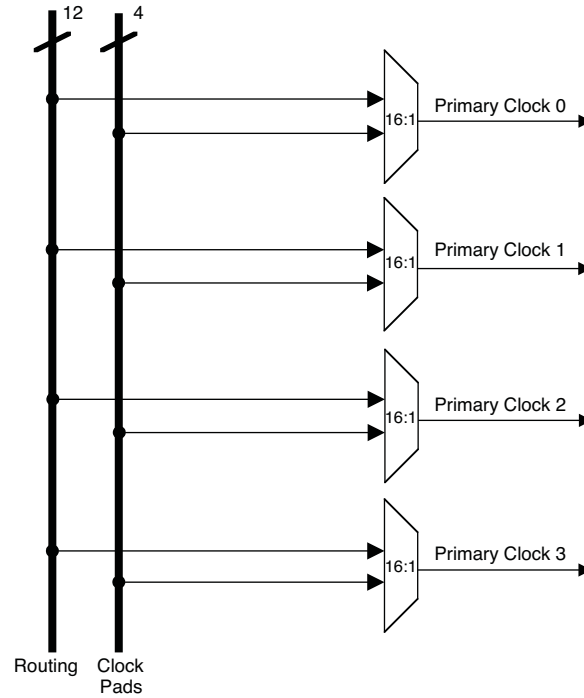 12
4
16:1
Primary Clock 0
16:1
Primary Clock 1
16:1
Primary Clock 2
16:1
Primary Clock 3
Routing
Clock
Pads